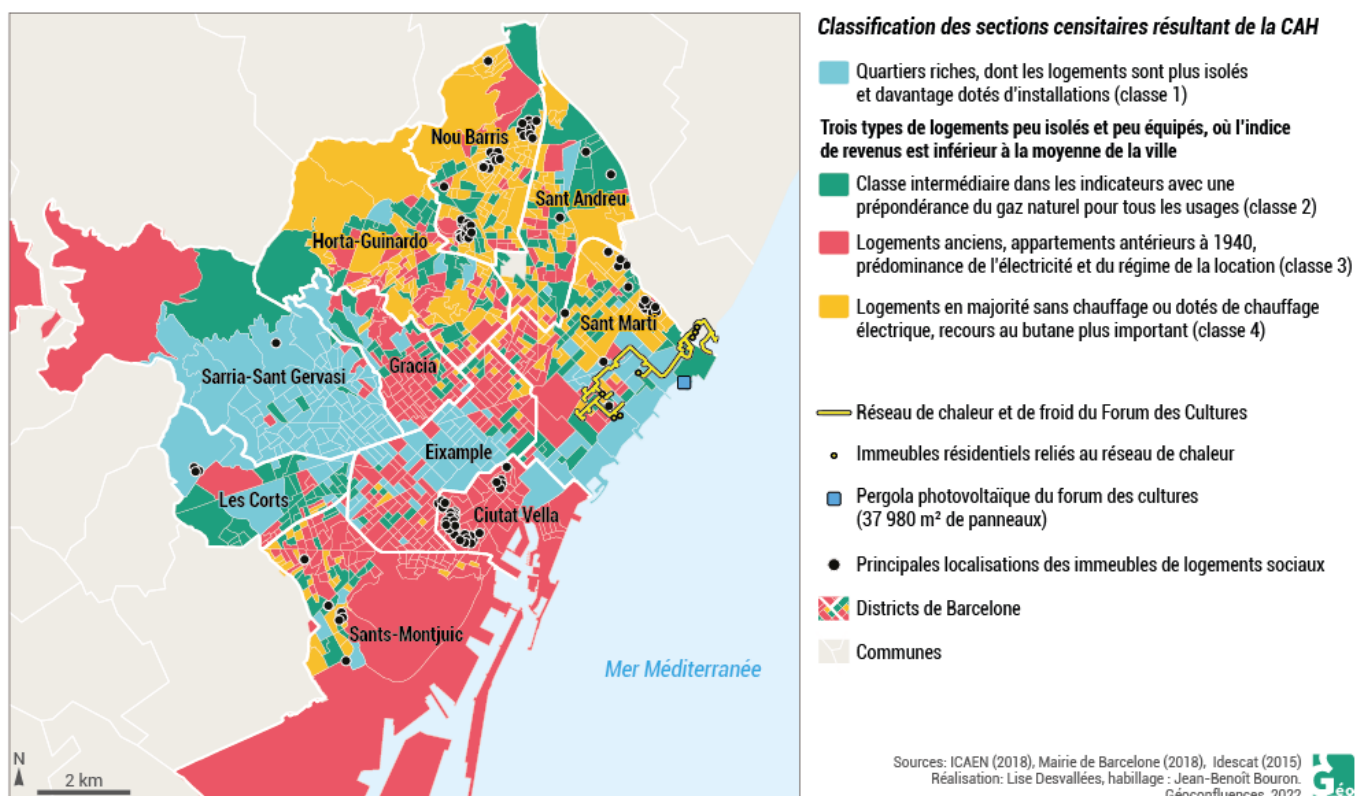 Nou Barris
Sant Andreu
Horta-Guinardo
Sant Marti
Gracia
Sarria-Sant Gervasi
Eixample
Les Corts
Ciutat Vella
Sants-Montjuic
Mer Méditerranée
N
2 km
Classification des sections censitaires résultant de la CAH
Quartiers riches, dont les logements sont plus isolés
et davantage dotés d'installations (classe 1)
Trois types de logements peu isolés et peu équipés, où l'indice
de revenus est inférieur à la moyenne de la ville
Classe intermédiaire dans les indicateurs avec une
prépondérance du gaz naturel pour tous les usages (classe 2)
Logements anciens, appartements antérieurs à 1940,
prédominance de l'électricité et du régime de la location (classe 3)
Logements en majorité sans chauffage ou dotés de chauffage
électrique, recours au butane plus important (classe 4)
Réseau de chaleur et de froid du Forum des Cultures
Immeubles résidentiels reliés au réseau de chaleur
Pergola photovoltaïque du forum des cultures
(37 980 m² de panneaux)
Principales localisations des immeubles de logements sociaux
Districts de Barcelone
Communes
Sources: ICAEN (2018), Mairie de Barcelone (2018), Idescat (2015)
Réalisation: Lise Desvallées, habillage : Jean-Benoît Bouron.
Géoconfluences, 2022
Géo